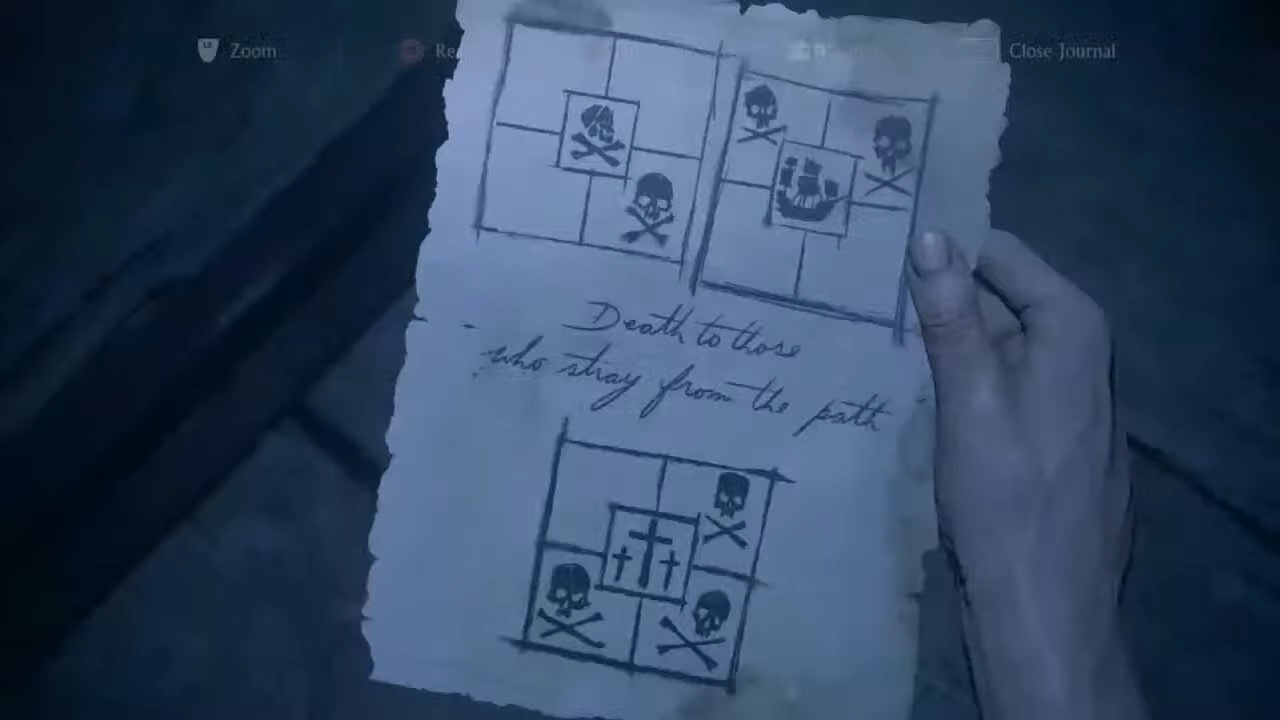 Zoom
Close Journal
Death to those
who stray from the path